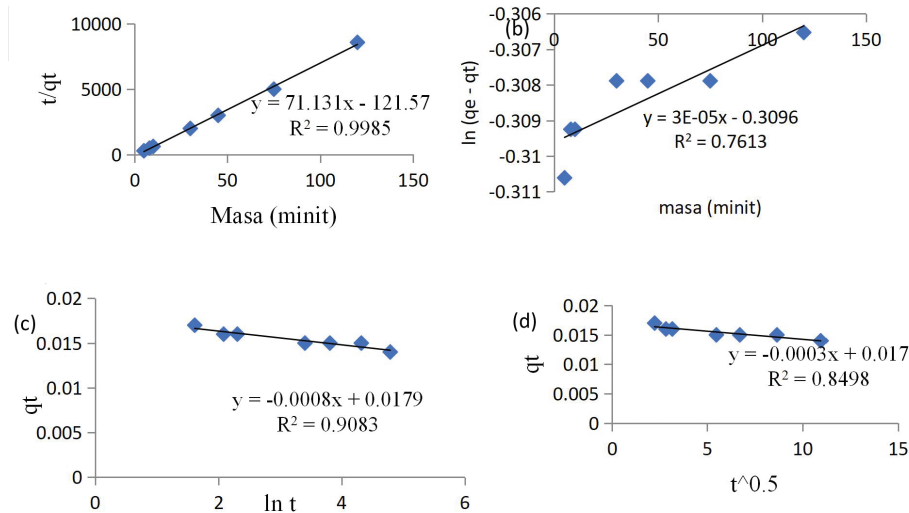 10000
5000
0
t/qt
y = 71.131x - 121.57
R² = 0.9985
0 50 100 150
Masa (minit)
(b)
-0.306
-0.307
-0.308
-0.309
-0.31
-0.311
ln (qe - qt)
0 50 100 150
y = 3E-05x - 0.3096
R² = 0.7613
masa (minit)
(c)
0.02
0.015
0.01
0.005
0
qt
y = -0.0008x + 0.0179
R² = 0.9083
0 2 4 6
ln t
(d)
0.02
0.015
0.01
0.005
0
qt
y = -0.0003x + 0.017
R² = 0.8498
0 5 10 15
t^0.5